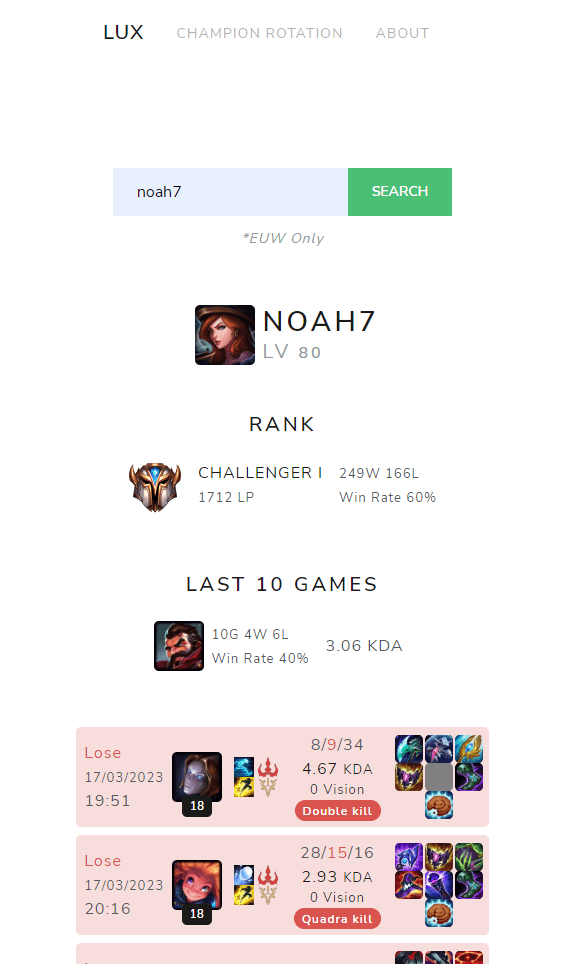 LUX CHAMPION ROTATION ABOUT
noah7 SEARCH
*EUW Only
NOAH7
LV 80
RANK
CHALLENGER I 249W 166L
1712 LP Win Rate 60%
LAST 10 GAMES
10G 4W 6L
Win Rate 40% 3.06 KDA
Lose
17/03/2023
19:51
18
8/9/34
4.67 KDA
0 Vision
Double kill
Lose
17/03/2023
20:16
18
28/15/16
2.93 KDA
0 Vision
Quadra kill